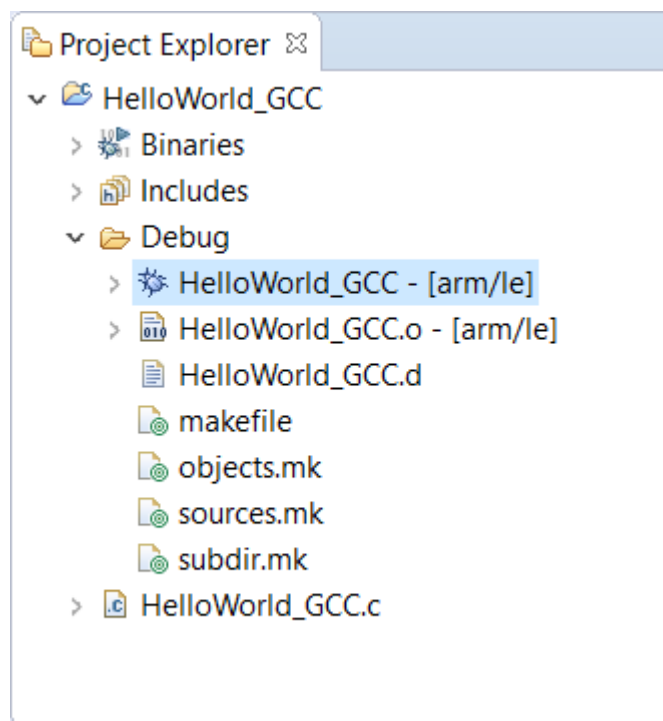 Project Explorer
HelloWorld_GCC
Binaries
Includes
Debug
HelloWorld_GCC - [arm/le]
HelloWorld_GCC.o - [arm/le]
HelloWorld_GCC.d
makefile
objects.mk
sources.mk
subdir.mk
HelloWorld_GCC.c